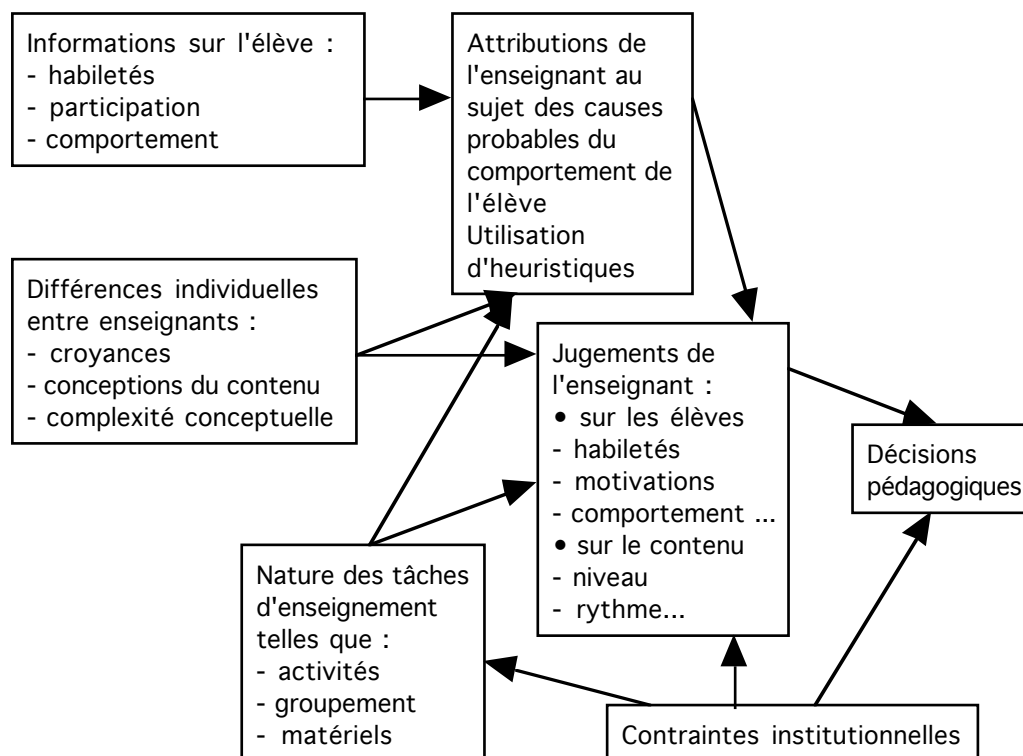 Informations sur l'élève :
- habiletés
- participation
- comportement
Attributions de
l'enseignant au
sujet des causes
probables du
comportement de
l'élève
Utilisation
d'heuristiques
Différences individuelles
entre enseignants :
- croyances
- conceptions du contenu
- complexité conceptuelle
Jugements de
l'enseignant :
• sur les élèves
- habiletés
- motivations
- comportement ...
• sur le contenu
- niveau
- rythme...
Décisions
pédagogiques
Nature des tâches
d'enseignement
telles que :
- activités
- groupement
- matériels
Contraintes institutionnelles